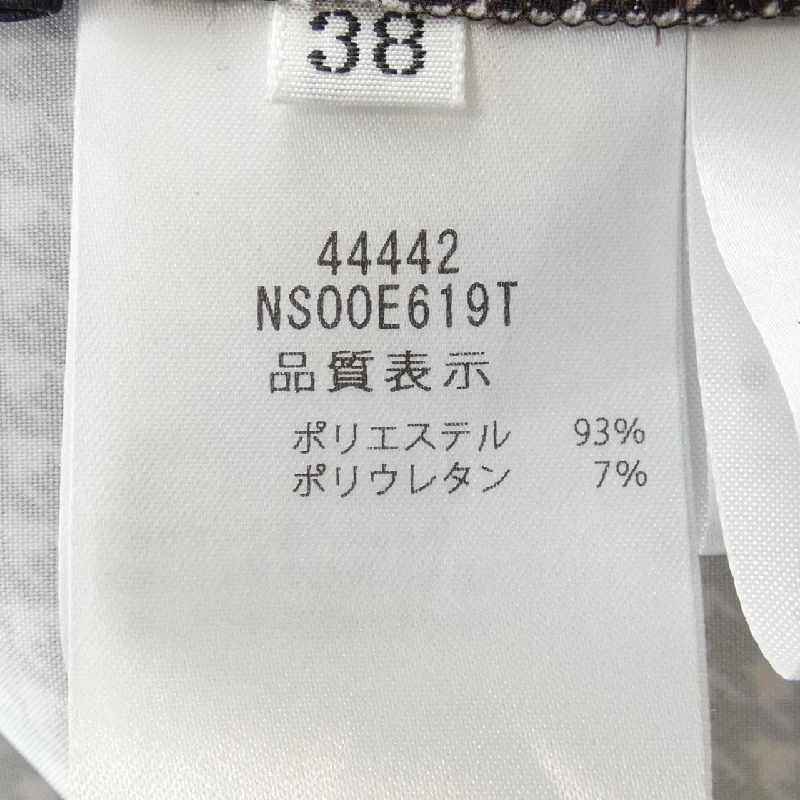 38
44442
NS00E619T
品質表示
ポリエステル 93%
ポリウレタン 7%